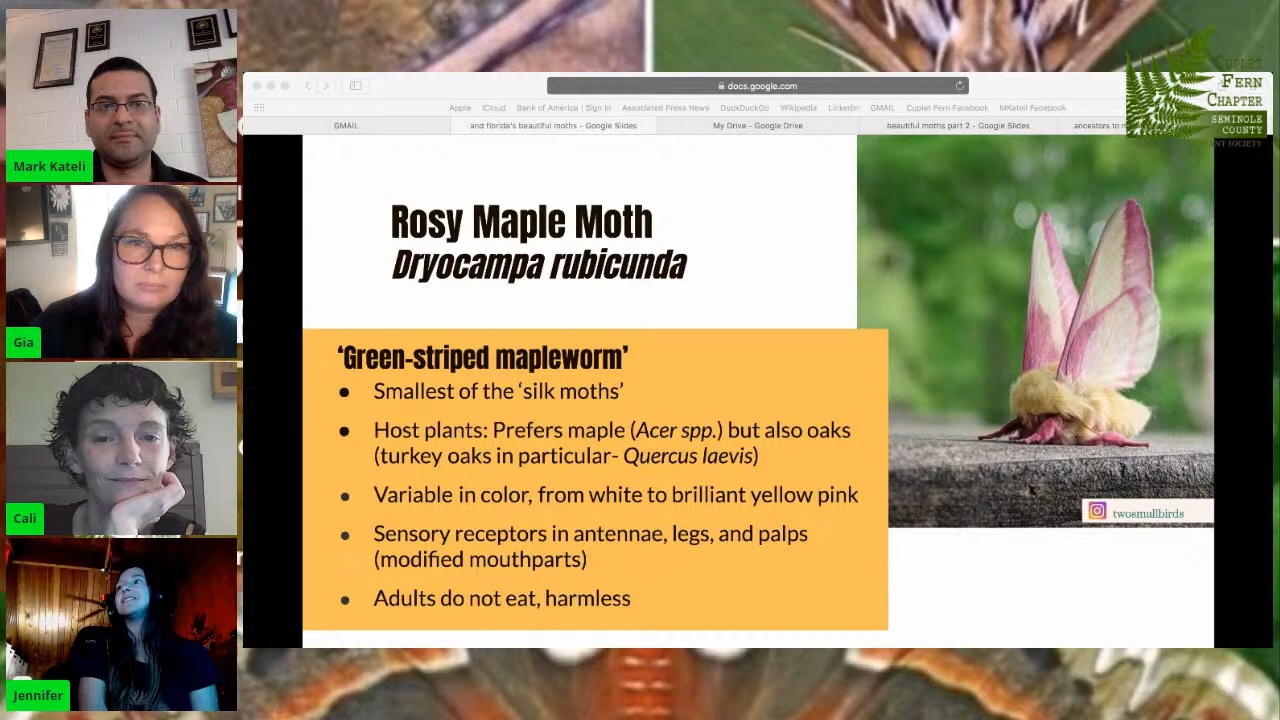 Mark Kateli
Gia
Cali
Jennifer
docs.google.com
Apple iCloud Bank of America | Sign In Associated Press News DuckDuckGo Wikipedia LinkedIn GMAIL Cuplet Fern Facebook MKateli Facebook
GMAIL and florida's beautiful moths – Google Slides My Drive - Google Drive beautiful moths part 2 - Google Slides ancestors to m
CUPLET
FERN
CHAPTER
SEMINOLE
COUNTY
PLANT SOCIETY
Rosy Maple Moth
Dryocampa rubicunda
‘Green-striped mapleworm’
● Smallest of the ‘silk moths’
● Host plants: Prefers maple (Acer spp.) but also oaks
(turkey oaks in particular- Quercus laevis)
● Variable in color, from white to brilliant yellow pink
● Sensory receptors in antennae, legs, and palps
(modified mouthparts)
● Adults do not eat, harmless
twosmallbirds